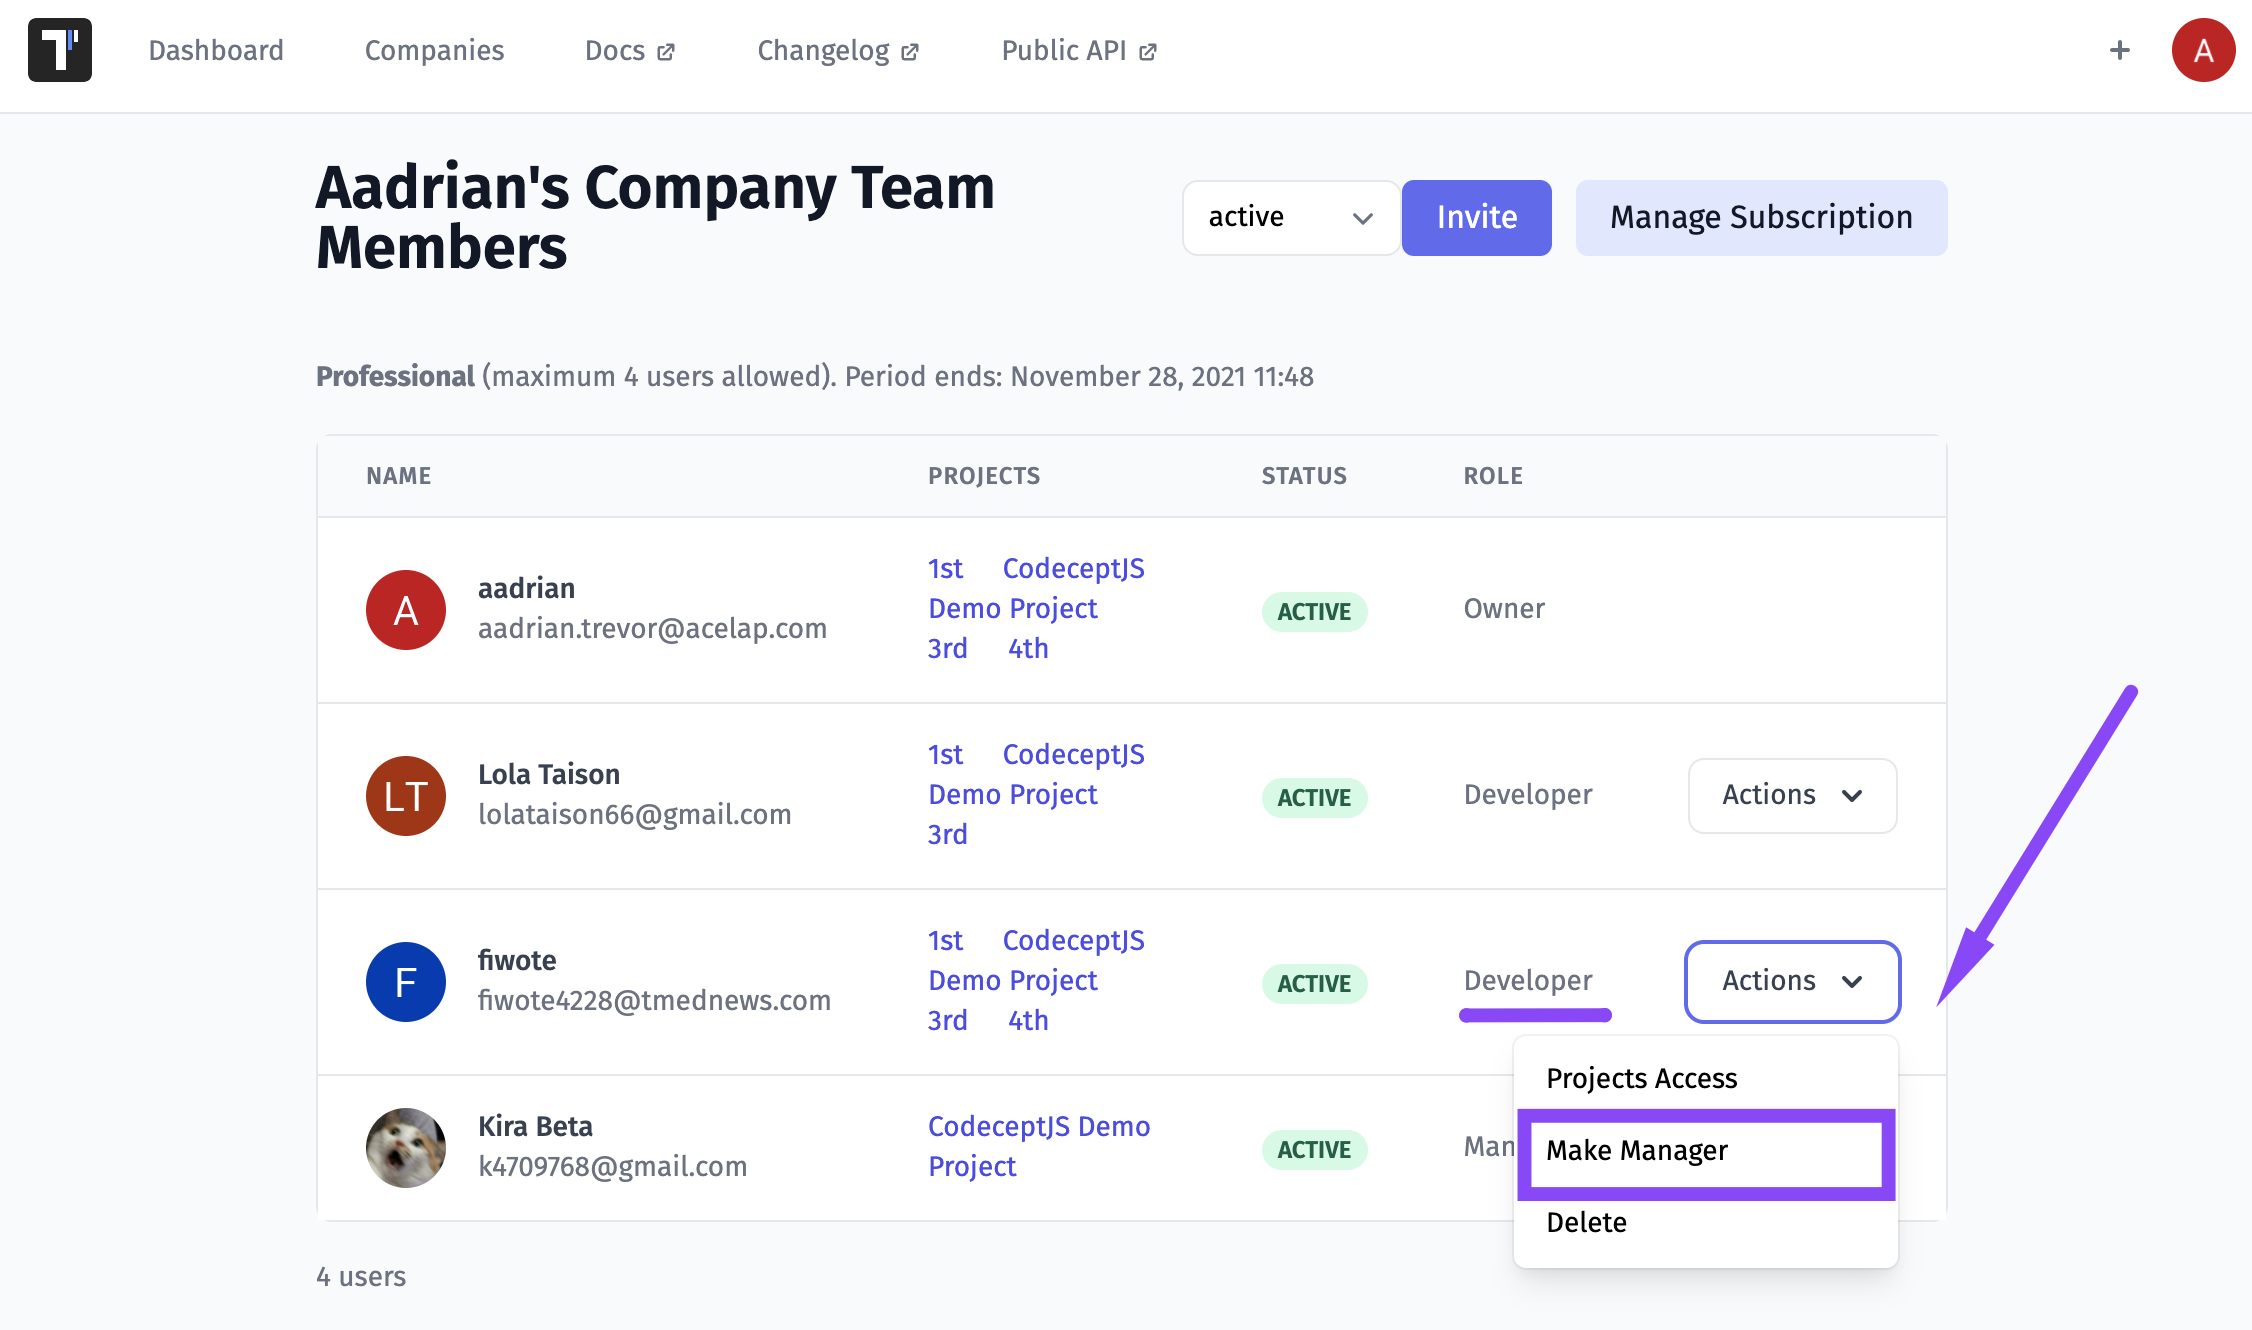 Dashboard Companies Docs Changelog Public API + A
Aadrian's Company Team
Members
active Invite Manage Subscription
Professional (maximum 4 users allowed). Period ends: November 28, 2021 11:48
NAME PROJECTS STATUS ROLE
A
aadrian
aadrian.trevor@acelap.com
1st CodeceptJS
Demo Project
3rd 4th
ACTIVE
Owner
LT
Lola Taison
lolataison66@gmail.com
1st CodeceptJS
Demo Project
3rd
ACTIVE
Developer
Actions
F
fiwote
fiwote4228@tmednews.com
1st CodeceptJS
Demo Project
3rd 4th
ACTIVE
Developer
Actions
Projects Access
Make Manager
Delete
Kira Beta
k4709768@gmail.com
CodeceptJS Demo
Project
ACTIVE
Man
4 users